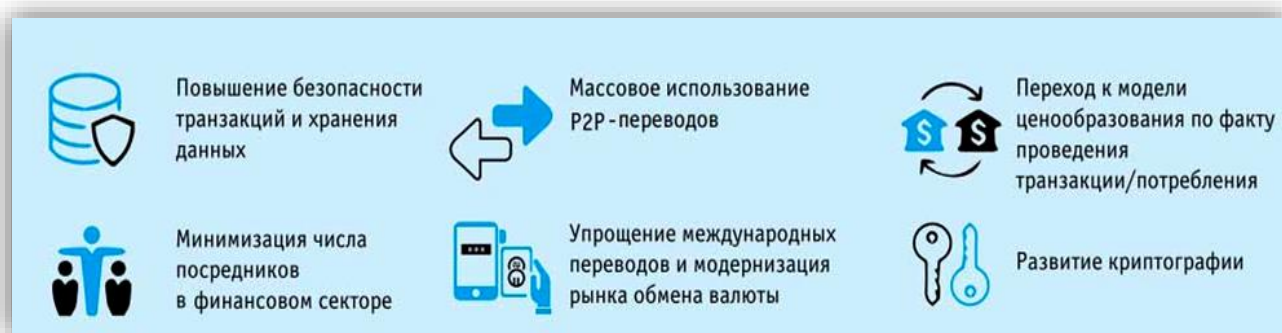 Повышение безопасности
транзакций и хранения
данных
Массовое использование
P2P-переводов
Переход к модели
ценообразования по факту
проведения
транзакции/потребления
Минимизация числа
посредников
в финансовом секторе
Упрощение международных
переводов и модернизация
рынка обмена валюты
Развитие криптографии